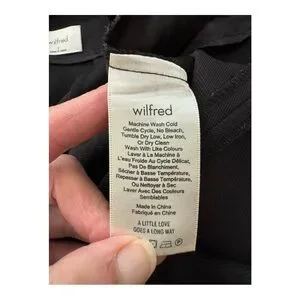 wilfred
wilfred
Machine Wash Cold
Gentle Cycle, No Bleach,
Tumble Dry Low, Low Iron,
Or Dry Clean
Wash With Like Colours
Laver à La Machine à
L'eau Froide Au Cycle Délicat,
Pas De Blanchiment,
Sécher à Basse Température,
Repasser à Basse Température
Ou Nettoyer à Sec
Laver Avec Des Couleurs
Semblables
Made in China
Fabriqué en Chine
A LITTLE LOVE
GOES A LONG WAY